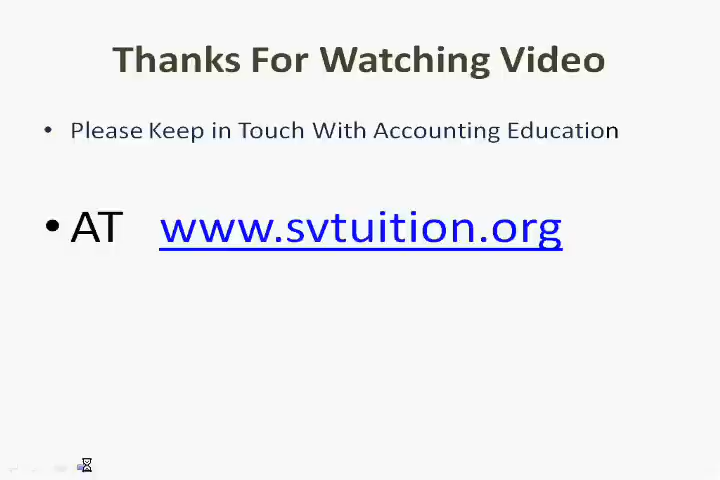 Thanks For Watching Video
• Please Keep in Touch With Accounting Education
• AT www.svtuition.org